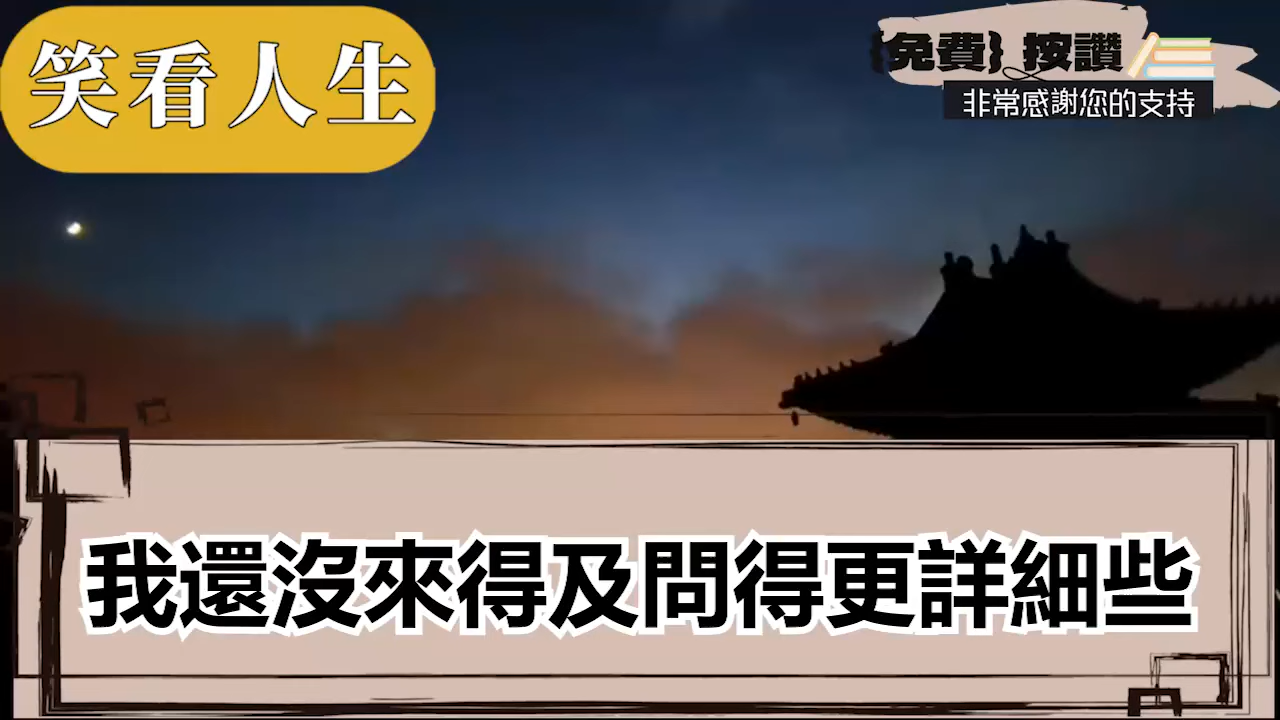 笑看人生
{免費} 按讚
非常感謝您的支持
我還沒來得及問得更詳細些